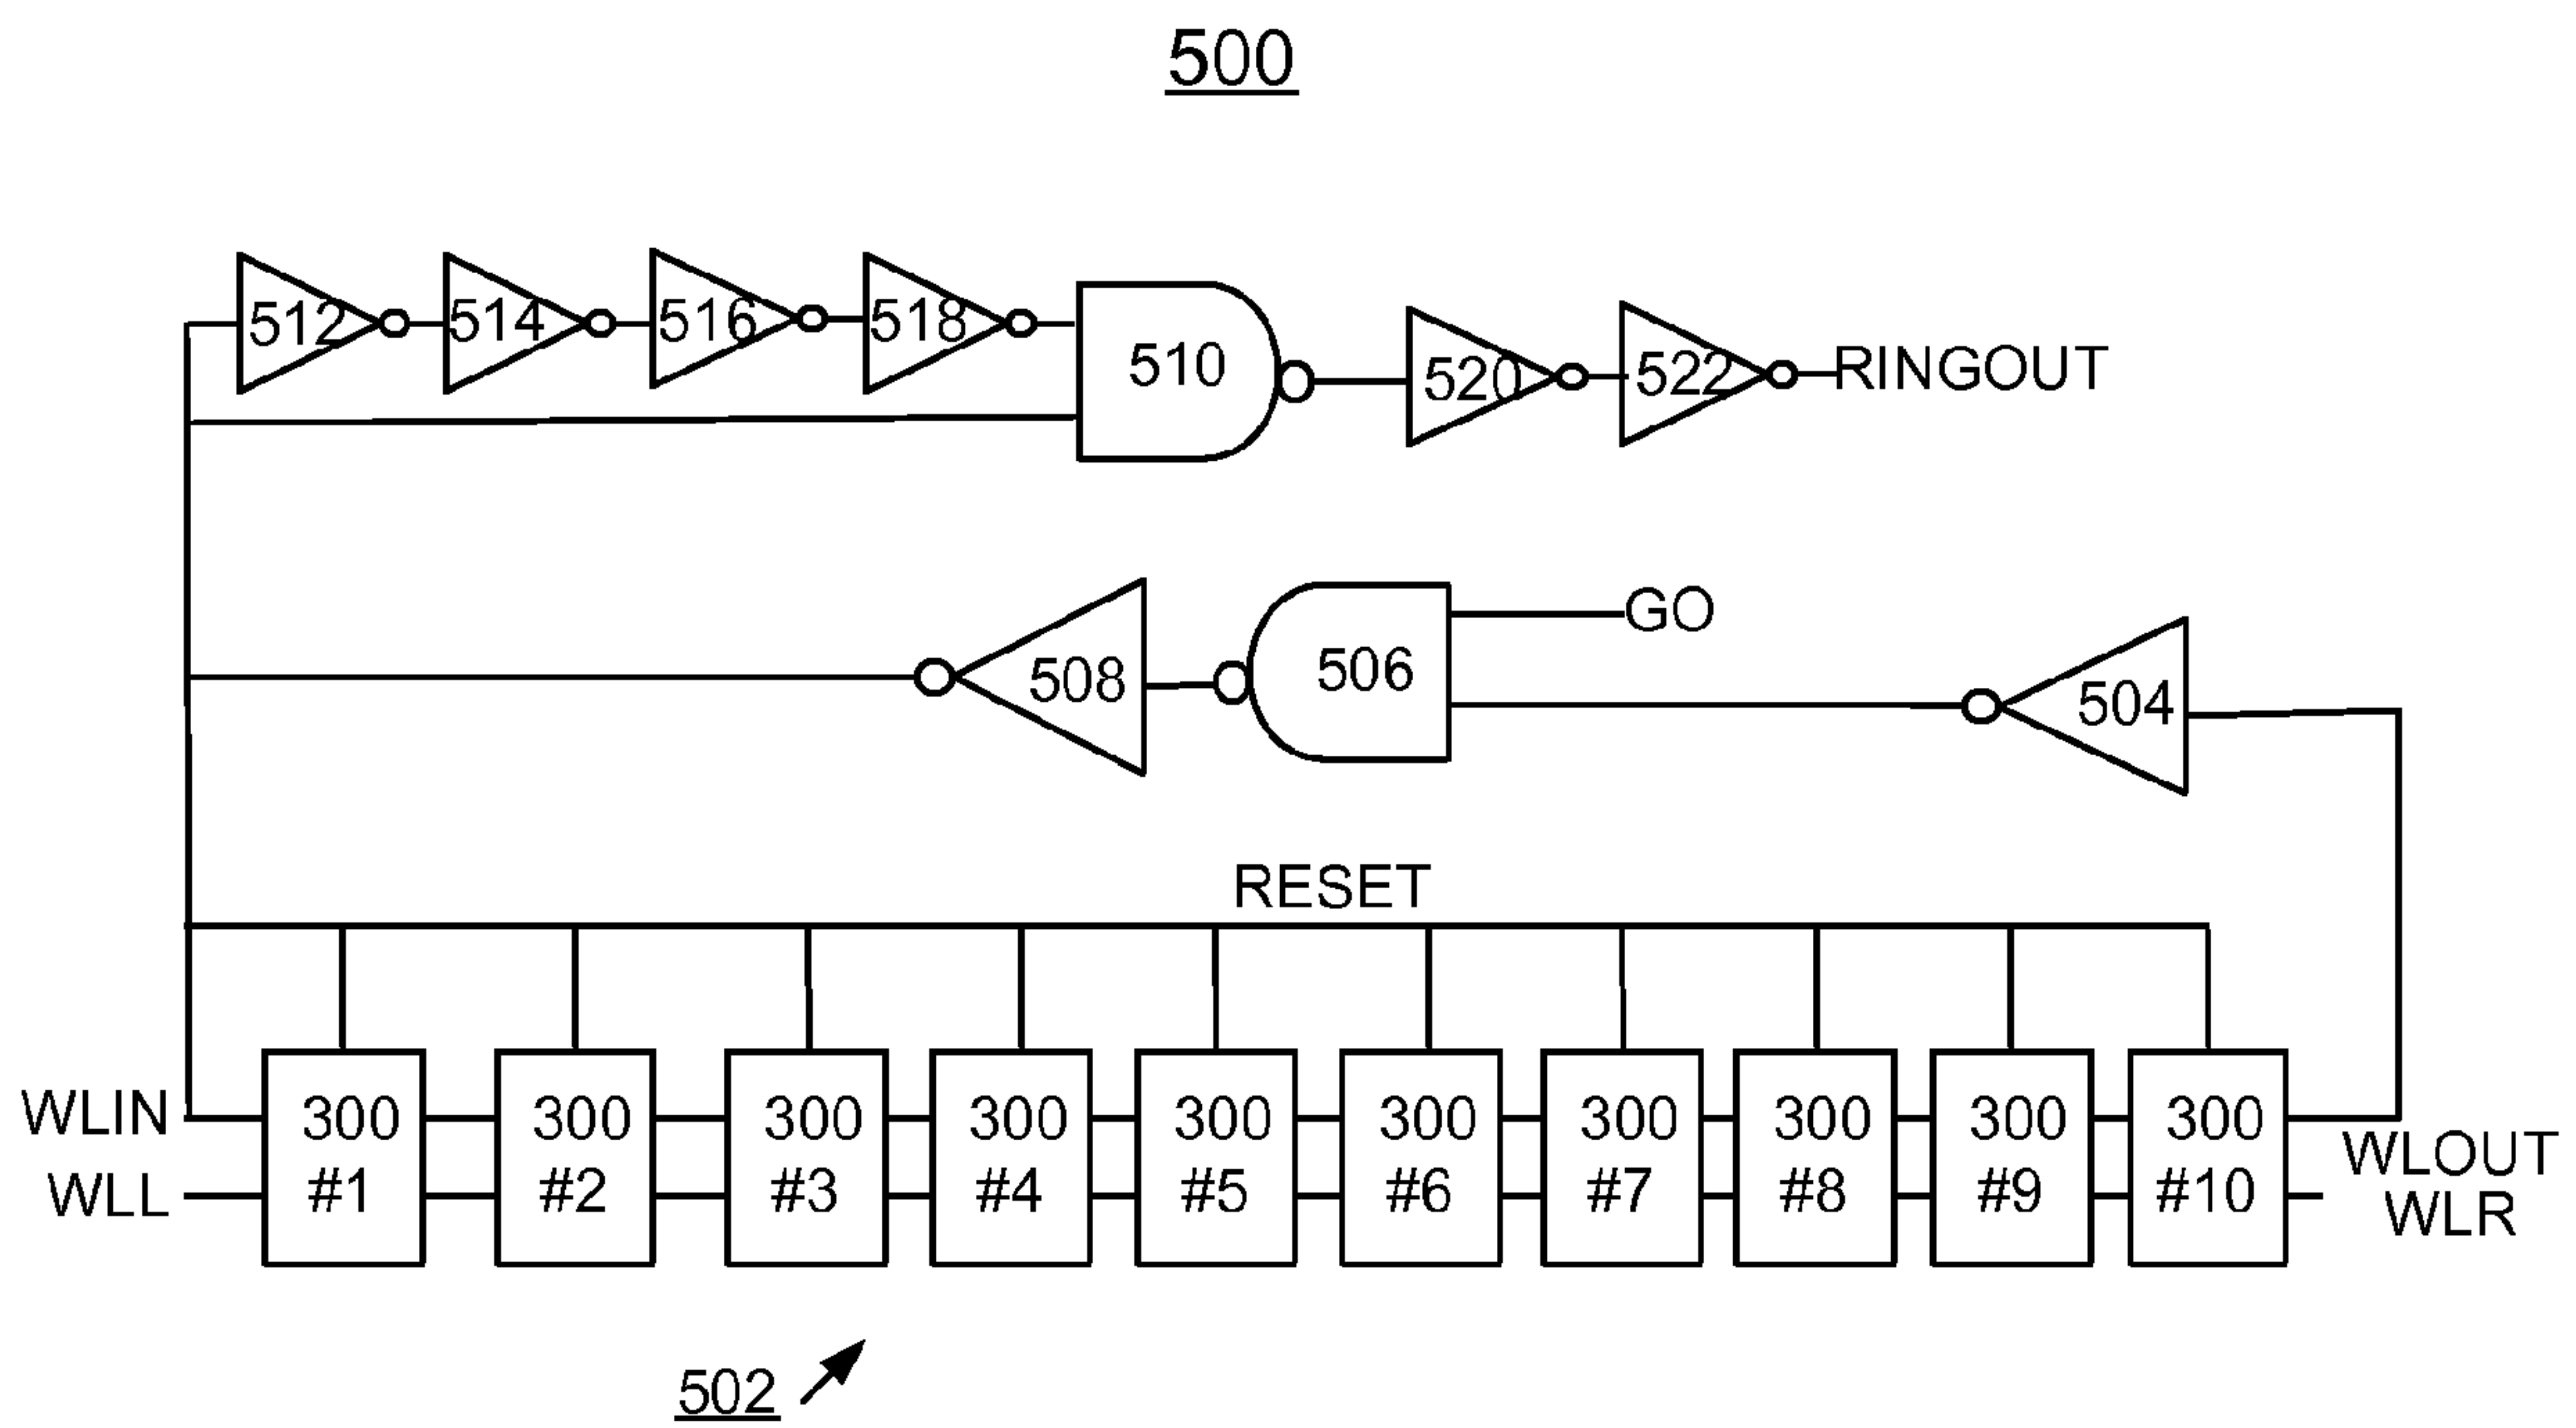 500
512 514 516 518 510 520 522 RINGOUT
GO
508 506 504
RESET
WLIN 300 300 300 300 300 300 300 300 300 300
WLOUT
WLL #1 #2 #3 #4 #5 #6 #7 #8 #9 #10 WLR
502